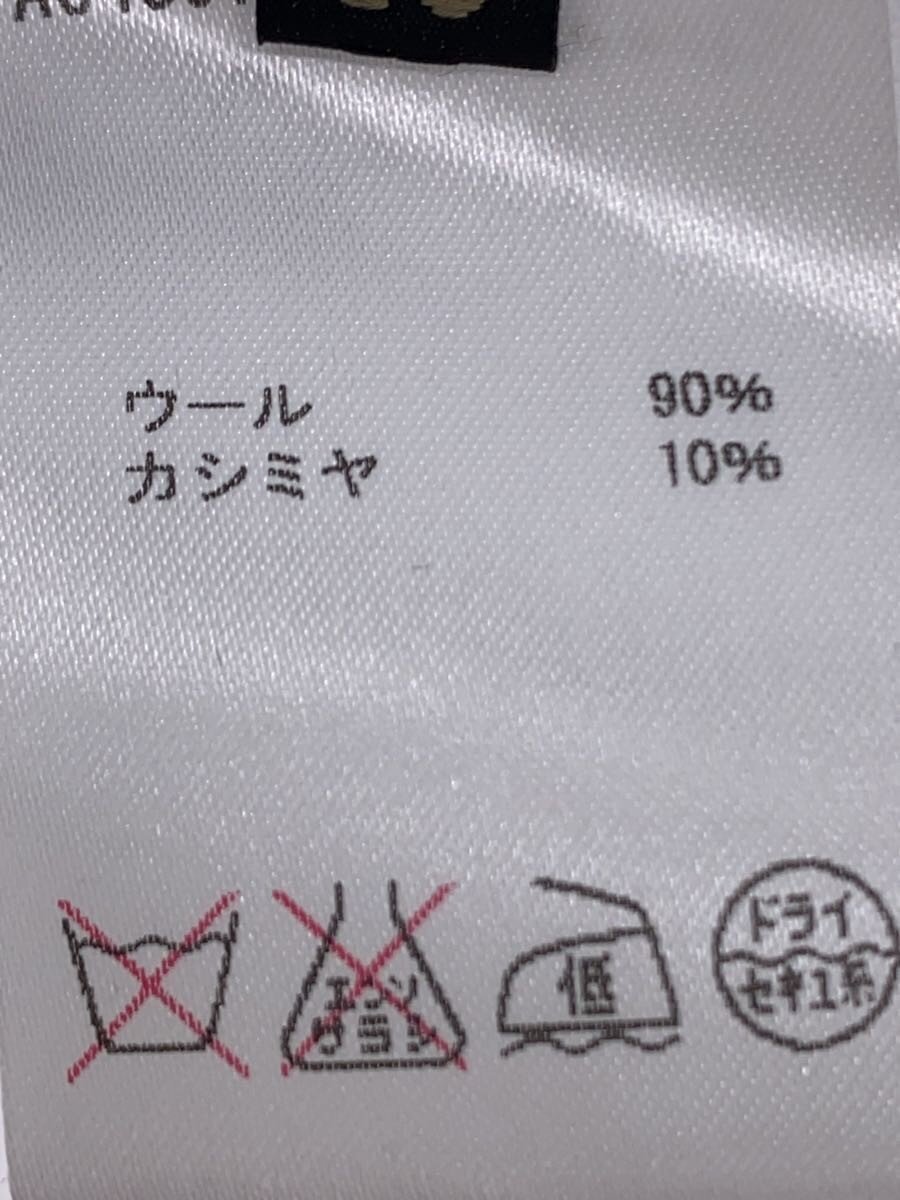 ウール 90%
カシミヤ 10%
エンソ
サラシ
低
ドライ
セキユ系